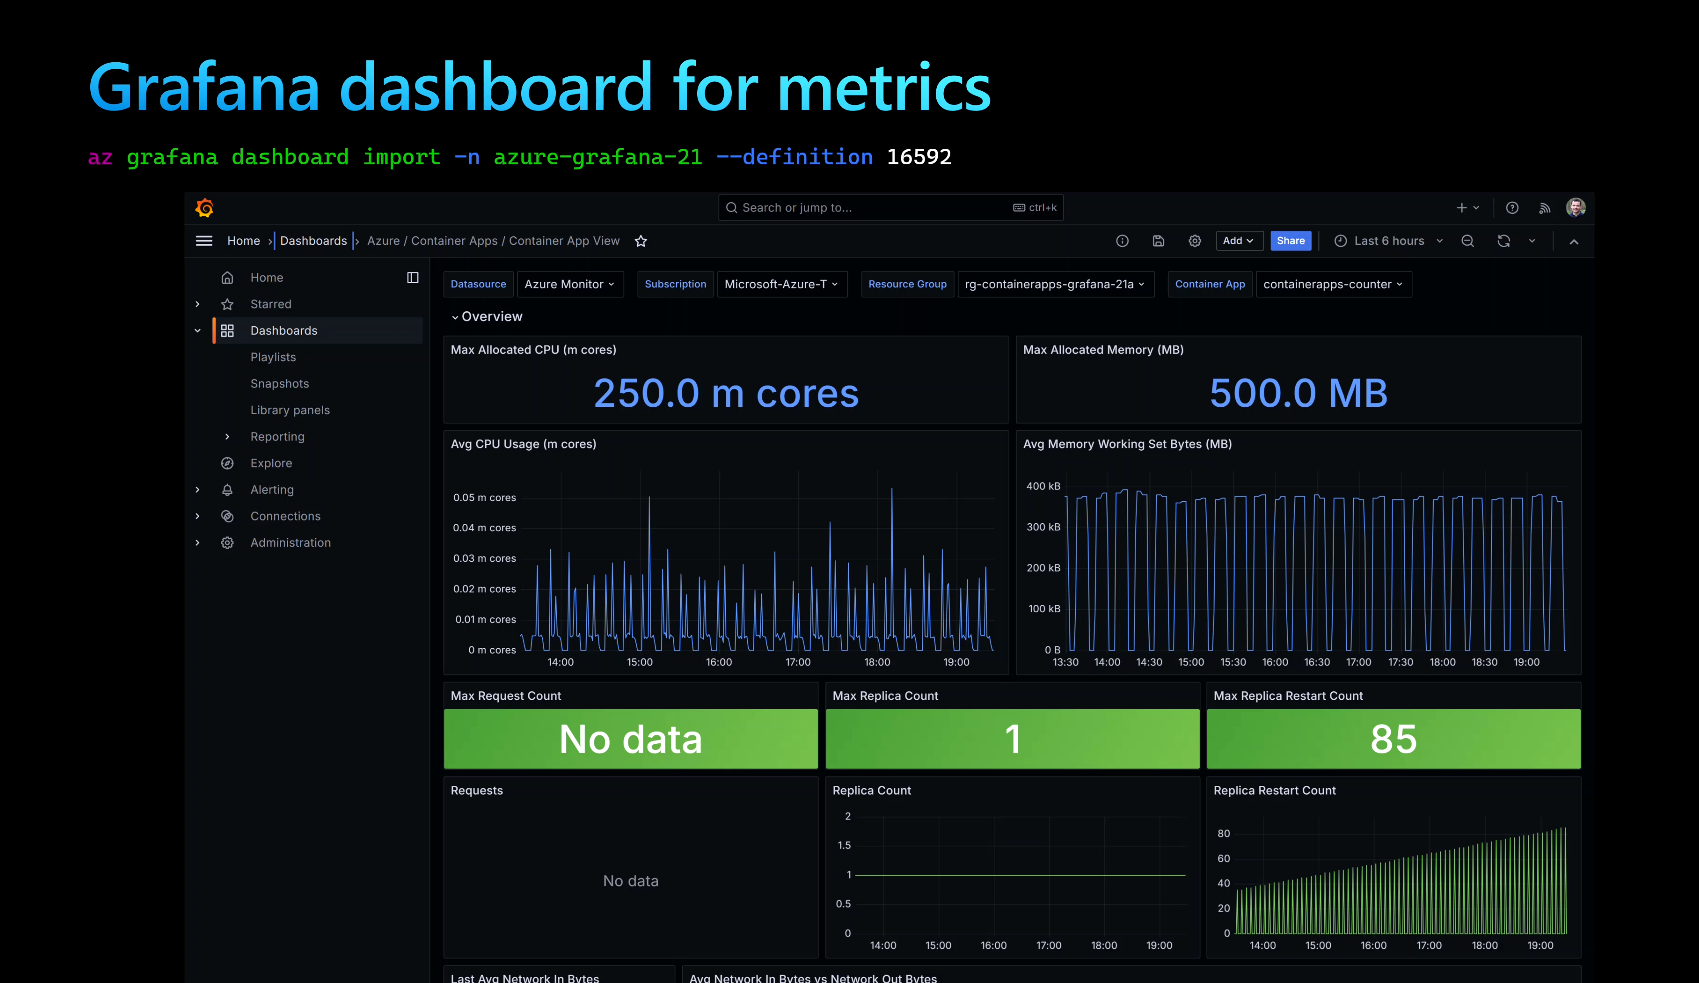 Grafana dashboard for metrics
az grafana dashboard import -n azure-grafana-21 --definition 16592
Search or jump to... ctrl+k
Home › Dashboards › Azure / Container Apps / Container App View
Add Share Last 6 hours
Home
Starred
Dashboards
Playlists
Snapshots
Library panels
Reporting
Explore
Alerting
Connections
Administration
Datasource Azure Monitor Subscription Microsoft-Azure-T Resource Group rg-containerapps-grafana-21a Container App containerapps-counter
Overview
Max Allocated CPU (m cores)
250.0 m cores
Max Allocated Memory (MB)
500.0 MB
Avg CPU Usage (m cores)
0.05 m cores
0.04 m cores
0.03 m cores
0.02 m cores
0.01 m cores
0 m cores
14:00 15:00 16:00 17:00 18:00 19:00
Avg Memory Working Set Bytes (MB)
400 kB
300 kB
200 kB
100 kB
0 B
13:30 14:00 14:30 15:00 15:30 16:00 16:30 17:00 17:30 18:00 18:30 19:00
Max Request Count
No data
Max Replica Count
1
Max Replica Restart Count
85
Requests
No data
Replica Count
2
1.5
1
0.5
0
14:00 15:00 16:00 17:00 18:00 19:00
Replica Restart Count
80
60
40
20
0
14:00 15:00 16:00 17:00 18:00 19:00
Last Avg Network In Bytes
Avg Network In Bytes vs Network Out Bytes